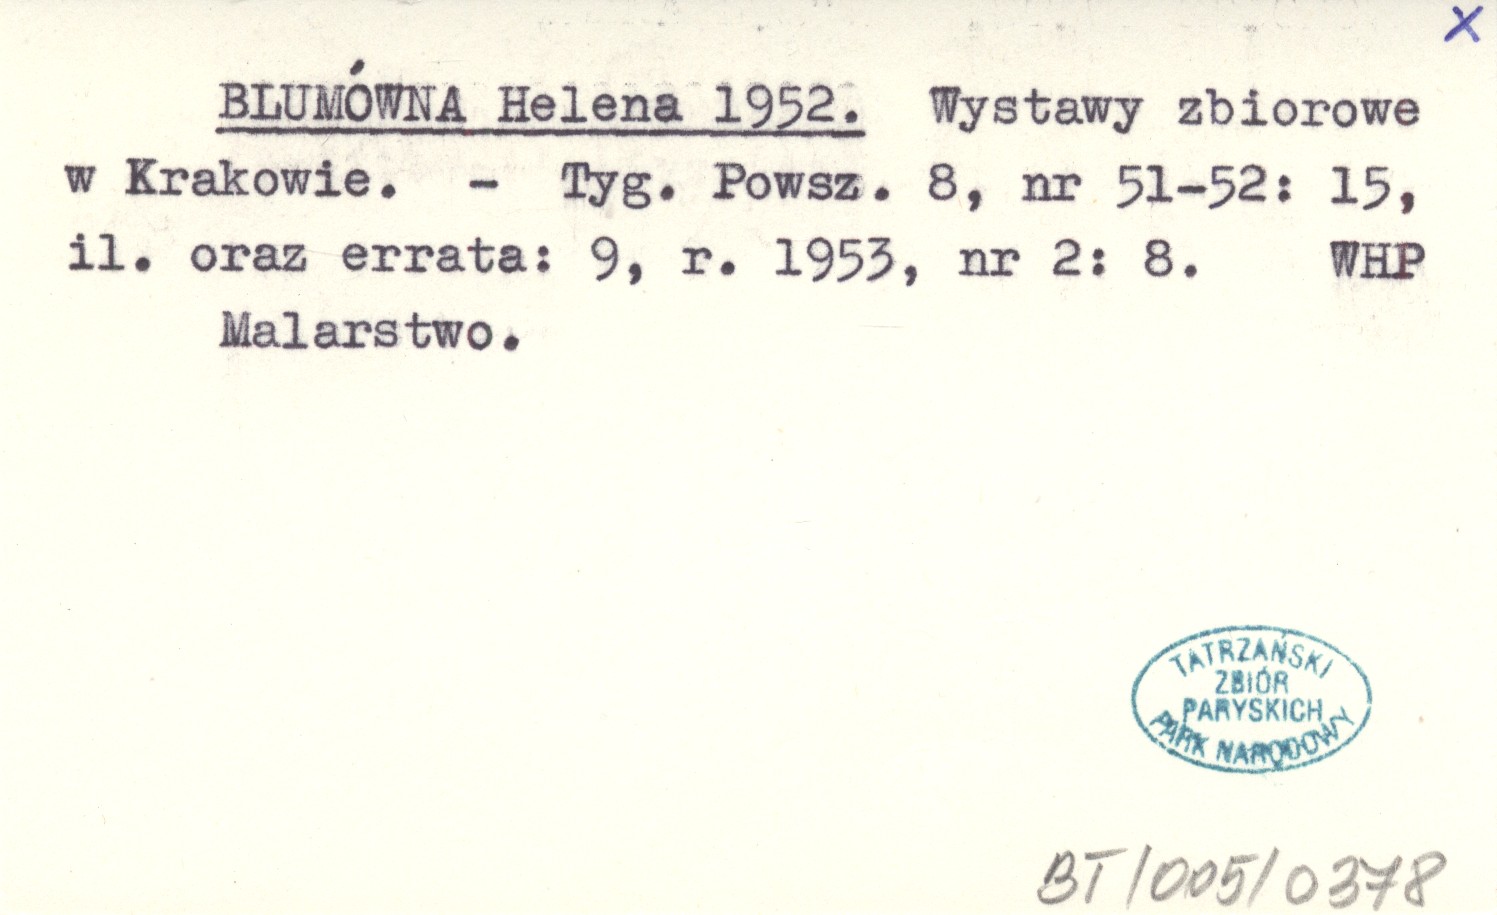 X
BLUMÓWNA Helena 1952. Wystawy zbiorowe
w Krakowie. - Tyg. Powsz. 8, nr 51-52: 15,
il. oraz errata: 9, r. 1953, nr 2: 8. WHP
Malarstwo.
TATRZAŃSKI
ZBIÓR
PARYSKICH
PARK NARODOWY
BT/005/0378